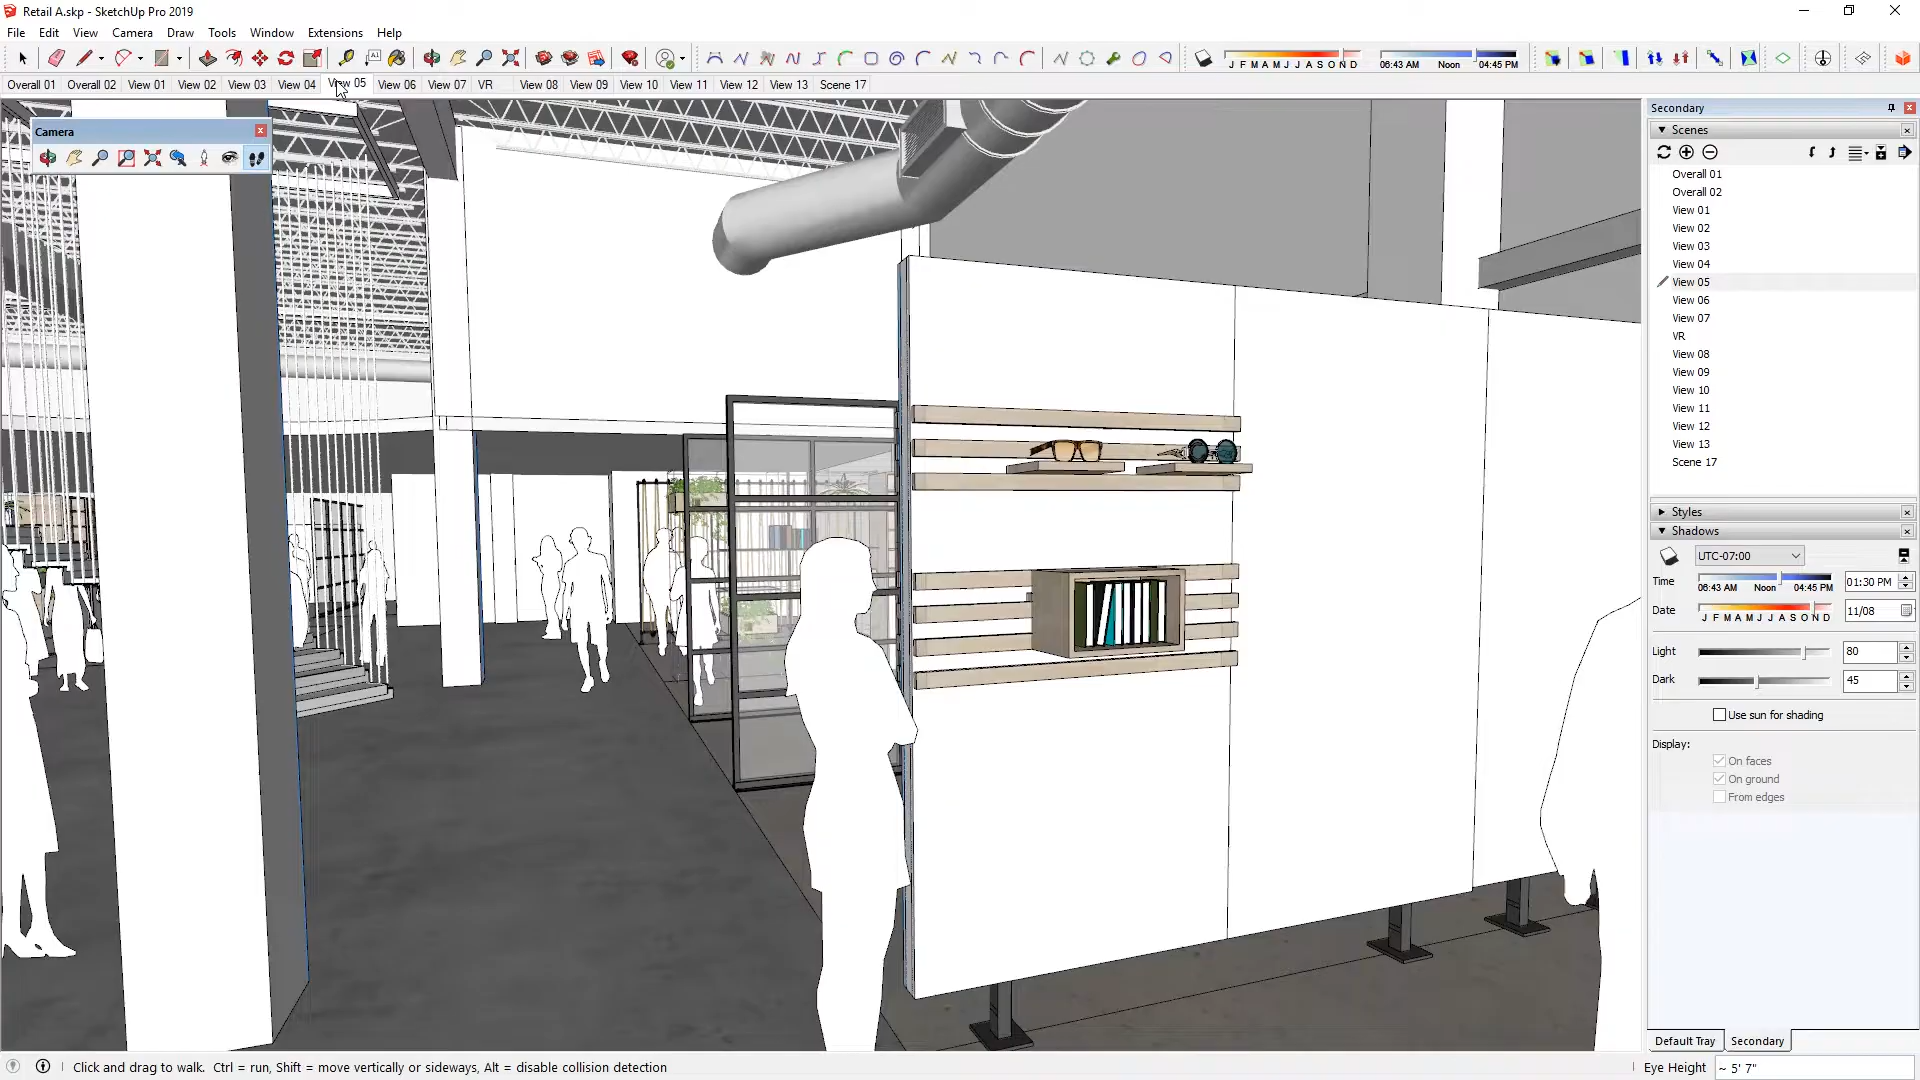 Retail A.skp - SketchUp Pro 2019
File Edit View Camera Draw Tools Window Extensions Help
J F M A M J J A S O N D 06:43 AM Noon 04:45 PM
Overall 01 Overall 02 View 01 View 02 View 03 View 04 View 05 View 06 View 07 VR View 08 View 09 View 10 View 11 View 12 View 13 Scene 17
Camera
Secondary
Scenes
Overall 01
Overall 02
View 01
View 02
View 03
View 04
View 05
View 06
View 07
VR
View 08
View 09
View 10
View 11
View 12
View 13
Scene 17
Styles
Shadows
UTC-07:00
Time 06:43 AM Noon 04:45 PM 01:30 PM
Date J F M A M J J A S O N D 11/08
Light 80
Dark 45
Use sun for shading
Display:
On faces
On ground
From edges
Default Tray Secondary
Click and drag to walk. Ctrl = run, Shift = move vertically or sideways, Alt = disable collision detection
Eye Height ~ 5' 7"